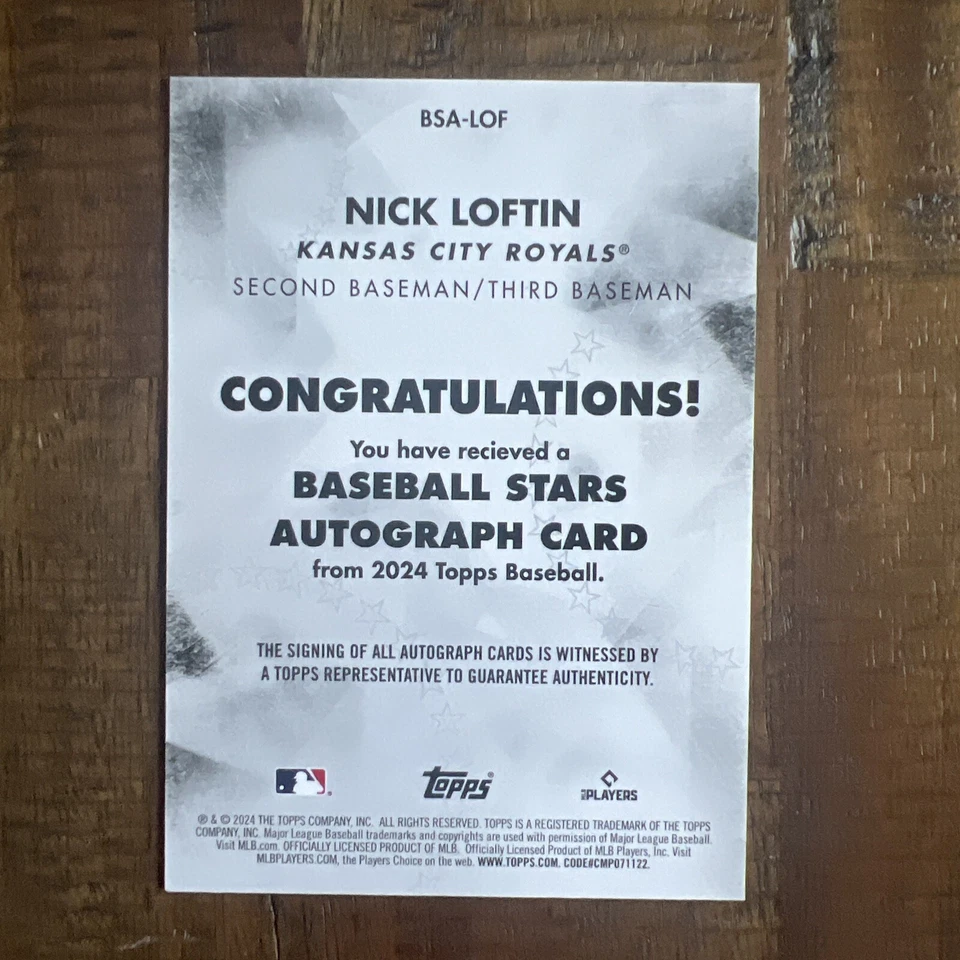 BSA-LOF
NICK LOFTIN
KANSAS CITY ROYALS®
SECOND BASEMAN/THIRD BASEMAN
CONGRATULATIONS!
You have recieved a
BASEBALL STARS
AUTOGRAPH CARD
from 2024 Topps Baseball.
THE SIGNING OF ALL AUTOGRAPH CARDS IS WITNESSED BY
A TOPPS REPRESENTATIVE TO GUARANTEE AUTHENTICITY.
Topps® PLAYERS
® & © 2024 THE TOPPS COMPANY, INC. ALL RIGHTS RESERVED. TOPPS IS A REGISTERED TRADEMARK OF THE TOPPS
COMPANY, INC. Major League Baseball trademarks and copyrights are used with permission of Major League Baseball.
Visit MLB.com. OFFICIALLY LICENSED PRODUCT OF MLB. Officially Licensed Product of MLB Players, Inc. Visit
MLBPLAYERS.COM, the Players Choice on the web. WWW.TOPPS.COM. CODE#CMP071122.